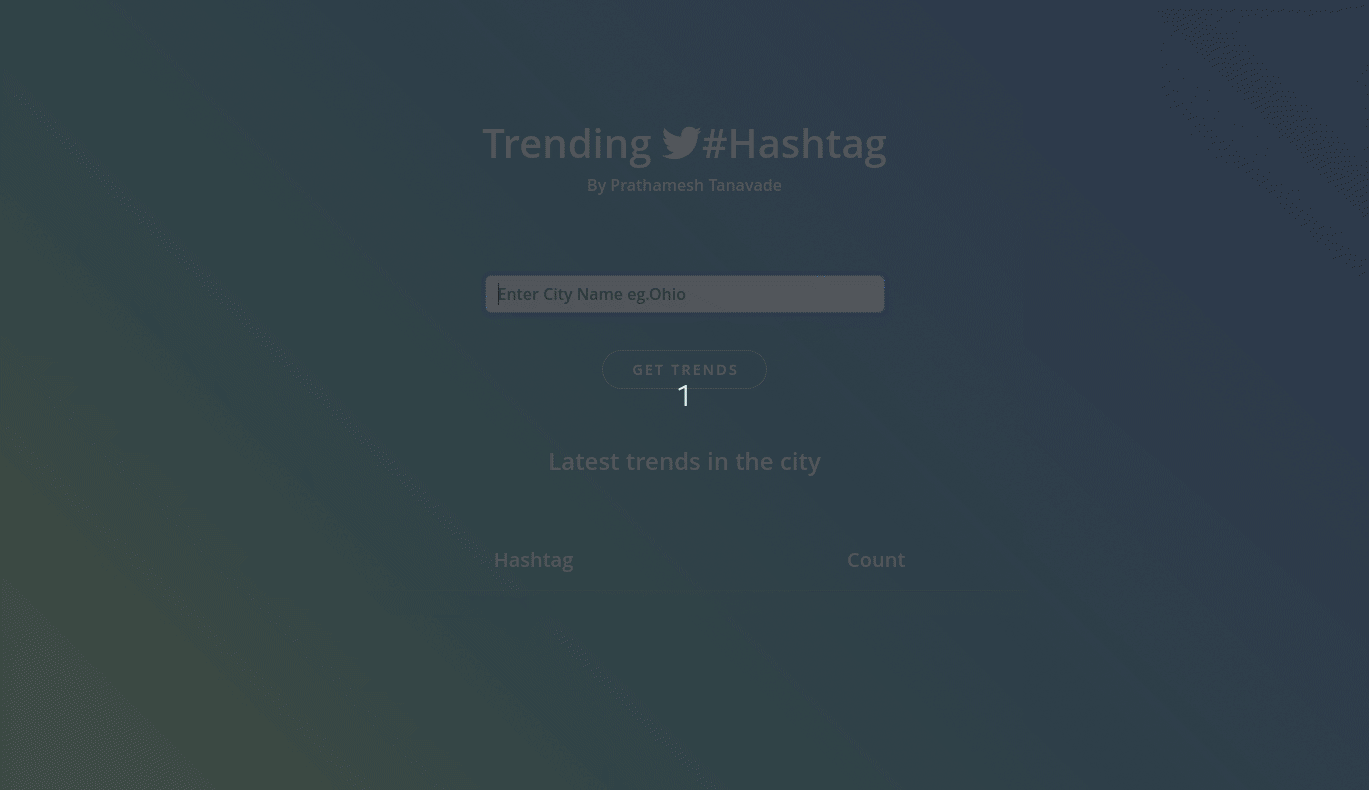 Trending #Hashtag
By Prathamesh Tanavade
Enter City Name eg.Ohio
GET TRENDS
1
Latest trends in the city
Hashtag Count